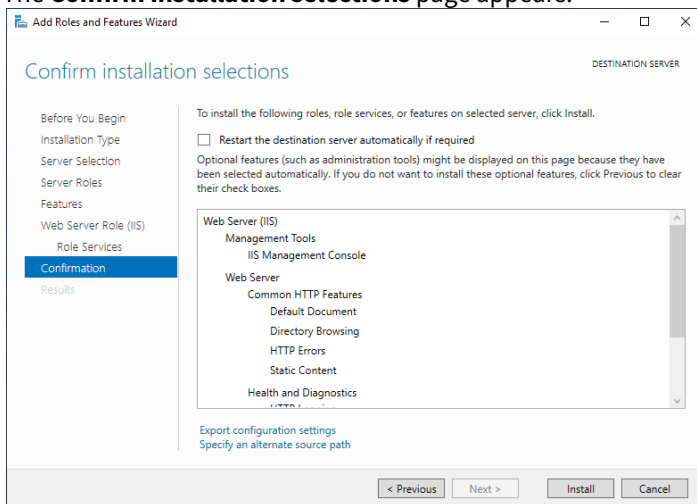 The Confirm installation selections page appears.
Add Roles and Features Wizard
Confirm installation selections
DESTINATION SERVER
Before You Begin
Installation Type
Server Selection
Server Roles
Features
Web Server Role (IIS)
Role Services
Confirmation
Results
To install the following roles, role services, or features on selected server, click Install.
Restart the destination server automatically if required
Optional features (such as administration tools) might be displayed on this page because they have
been selected automatically. If you do not want to install these optional features, click Previous to clear
their check boxes.
Web Server (IIS)
Management Tools
IIS Management Console
Web Server
Common HTTP Features
Default Document
Directory Browsing
HTTP Errors
Static Content
Health and Diagnostics
Export configuration settings
Specify an alternate source path
< Previous
Next >
Install
Cancel